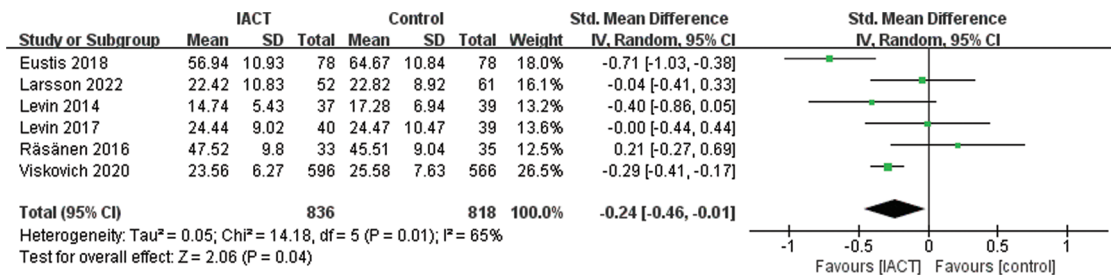 IACT Control Std. Mean Difference Std. Mean Difference
Study or Subgroup Mean SD Total Mean SD Total Weight IV, Random, 95% CI IV, Random, 95% CI
Eustis 2018 56.94 10.93 78 64.67 10.84 78 18.0% -0.71 [-1.03, -0.38]
Larsson 2022 22.42 10.83 52 22.82 8.92 61 16.1% -0.04 [-0.41, 0.33]
Levin 2014 14.74 5.43 37 17.28 6.94 39 13.2% -0.40 [-0.86, 0.05]
Levin 2017 24.44 9.02 40 24.47 10.47 39 13.6% -0.00 [-0.44, 0.44]
Räsänen 2016 47.52 9.8 33 45.51 9.04 35 12.5% 0.21 [-0.27, 0.69]
Viskovich 2020 23.56 6.27 596 25.58 7.63 566 26.5% -0.29 [-0.41, -0.17]
Total (95% CI) 836 818 100.0% -0.24 [-0.46, -0.01]
Heterogeneity: Tau² = 0.05; Chi² = 14.18, df = 5 (P = 0.01); I² = 65%
Test for overall effect: Z = 2.06 (P = 0.04)
-1 -0.5 0 0.5 1
Favours [IACT] Favours [control]